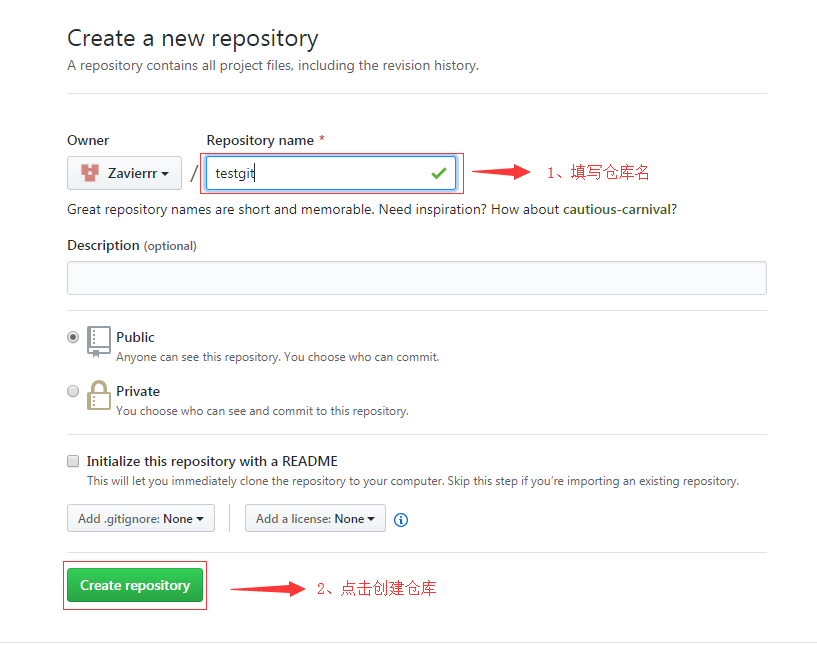 Create a new repository
A repository contains all project files, including the revision history.
Owner
Repository name *
Zavierrr
/
testgit
1、填写仓库名
Great repository names are short and memorable. Need inspiration? How about cautious-carnival?
Description (optional)
Public
Anyone can see this repository. You choose who can commit.
Private
You choose who can see and commit to this repository.
Initialize this repository with a README
This will let you immediately clone the repository to your computer. Skip this step if you're importing an existing repository.
Add .gitignore: None
Add a license: None
Create repository
2、点击创建仓库